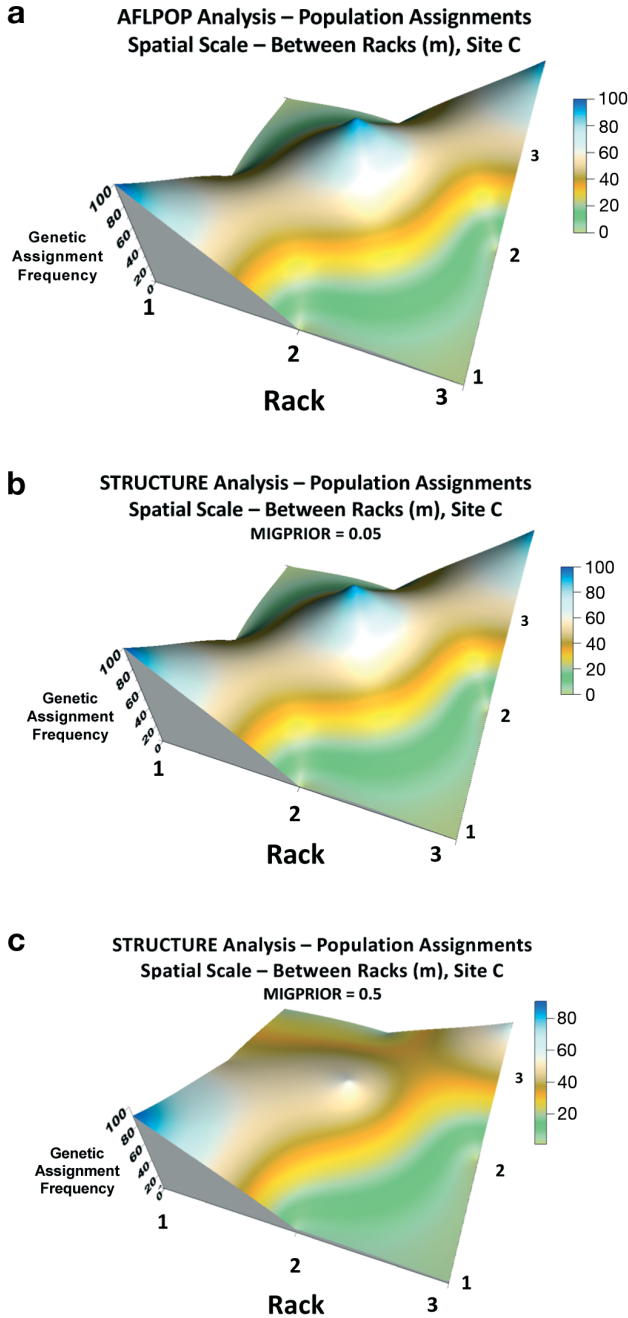 a
AFLPOP Analysis – Population Assignments
Spatial Scale – Between Racks (m), Site C
100
80
60
40
20
0
Genetic
Assignment
Frequency
100
80
60
40
20
0
1
2
3
Rack
1
2
3
b
STRUCTURE Analysis – Population Assignments
Spatial Scale – Between Racks (m), Site C
MIGPRIOR = 0.05
100
80
60
40
20
0
Genetic
Assignment
Frequency
100
80
60
40
20
0
1
2
3
Rack
1
2
3
c
STRUCTURE Analysis – Population Assignments
Spatial Scale – Between Racks (m), Site C
MIGPRIOR = 0.5
80
60
40
20
Genetic
Assignment
Frequency
100
80
60
40
20
0
1
2
3
Rack
1
2
3